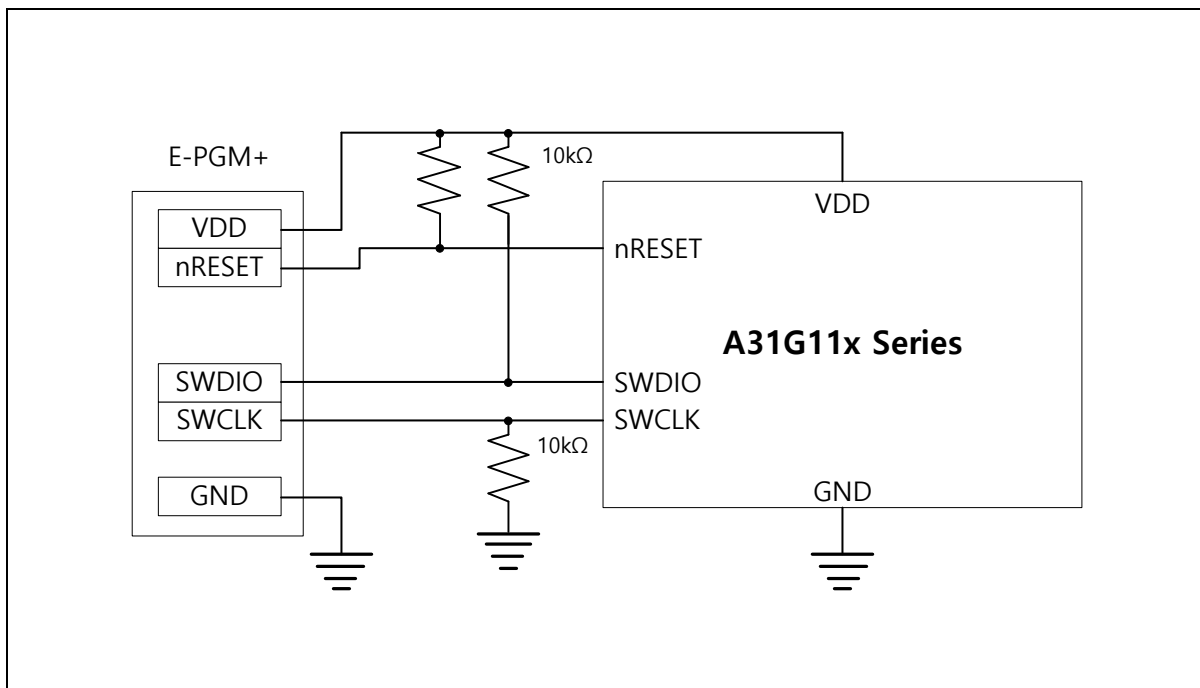 E-PGM+
VDD
nRESET
SWDIO
SWCLK
GND
10kΩ
10kΩ
VDD
nRESET
A31G11x Series
SWDIO
SWCLK
GND